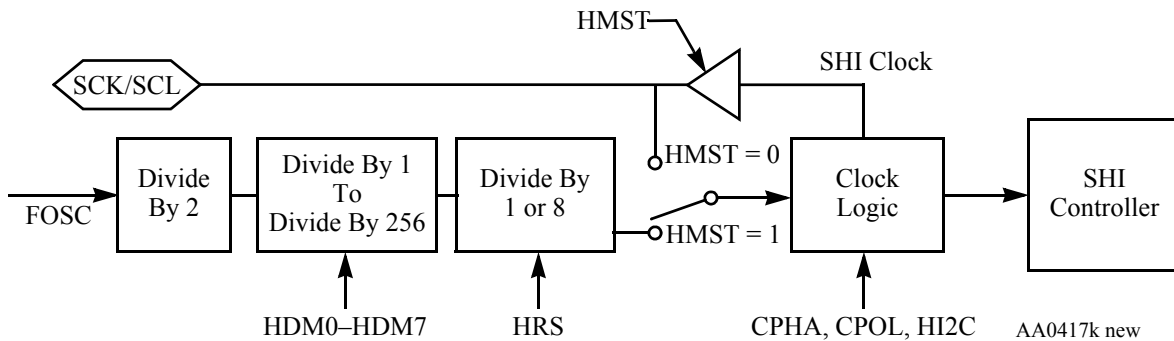 HMST
SCK/SCL
SHI Clock
HMST = 0
Divide
By 2
Divide By 1
To
Divide By 256
Divide By
1 or 8
Clock
Logic
SHI
Controller
FOSC
HMST = 1
HDM0–HDM7
HRS
CPHA, CPOL, HI2C
AA0417k new